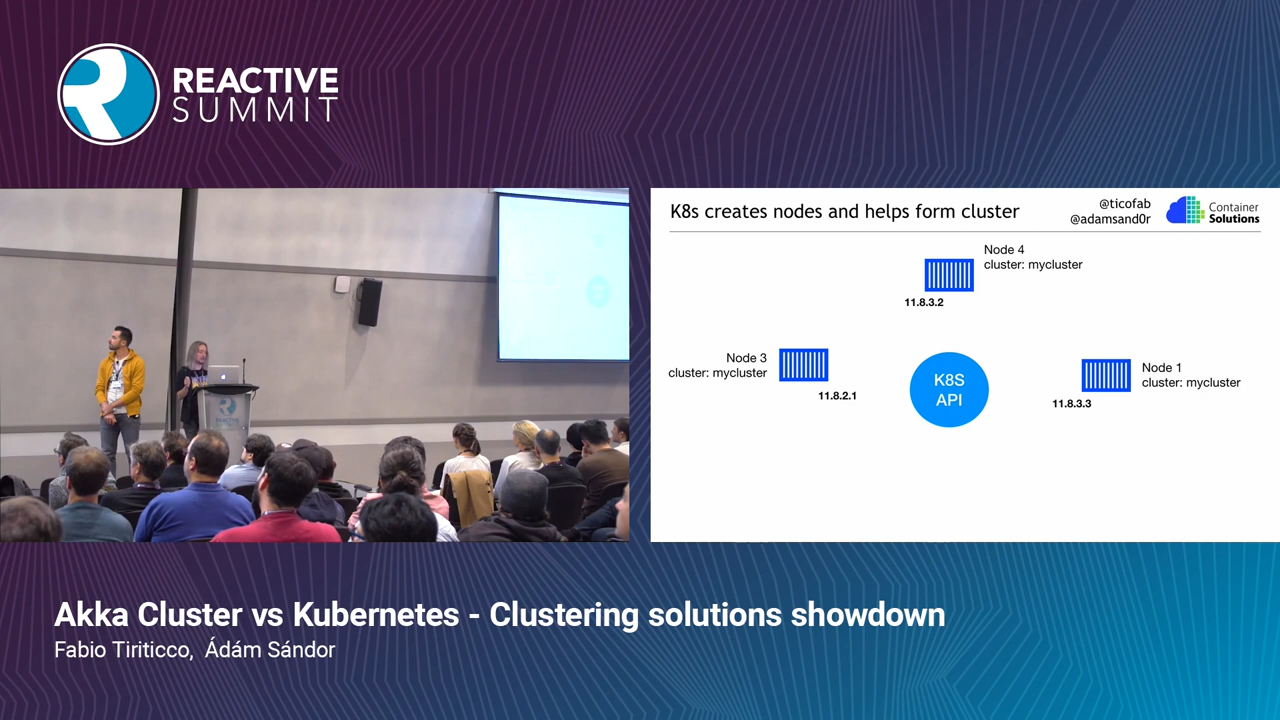 REACTIVE
SUMMIT
K8s creates nodes and helps form cluster
@ticofab
@adamsand0r
Container
Solutions
Node 4
cluster: mycluster
11.8.3.2
Node 3
cluster: mycluster
11.8.2.1
K8S
API
Node 1
cluster: mycluster
11.8.3.3
REACTIVE
Akka Cluster vs Kubernetes - Clustering solutions showdown
Fabio Tiriticco, Ádám Sándor